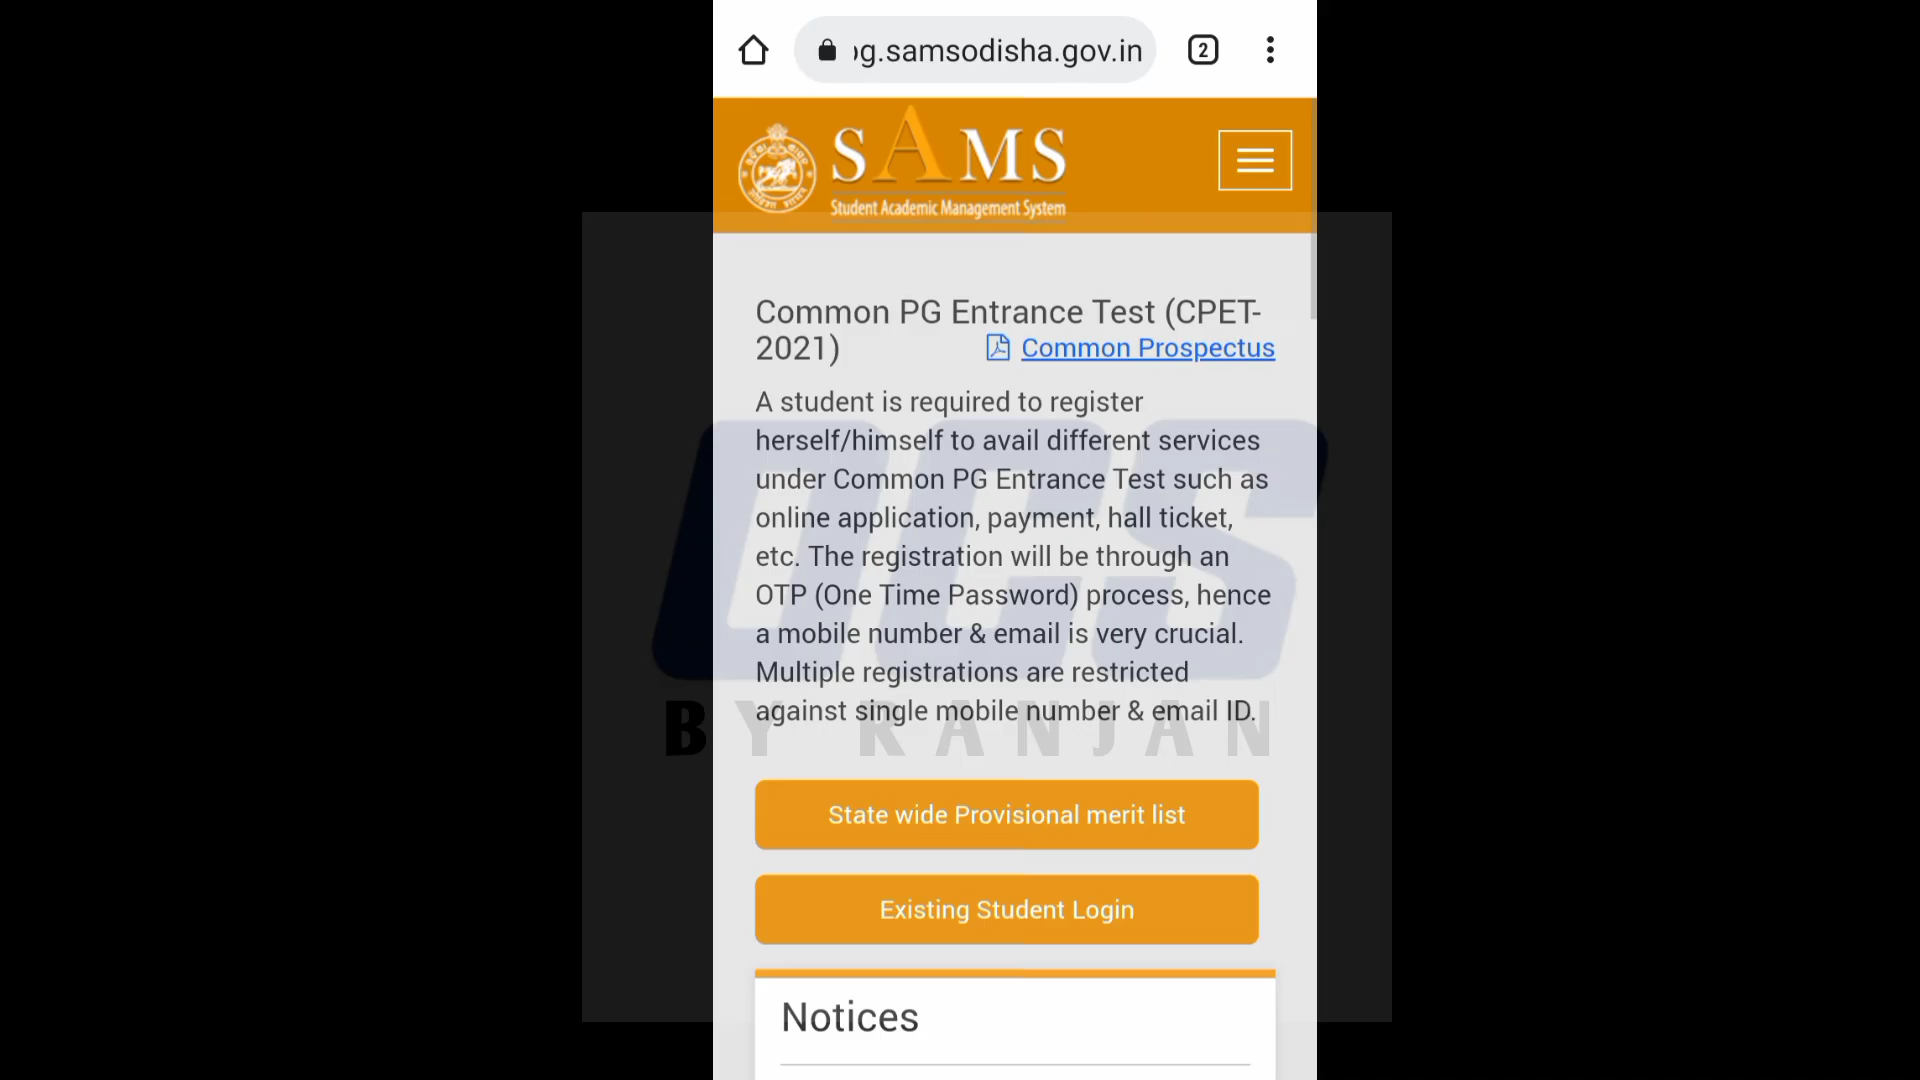 pg.samsodisha.gov.in
2
SAMS
Student Academic Management System
Common PG Entrance Test (CPET-
2021)
Common Prospectus
A student is required to register
herself/himself to avail different services
under Common PG Entrance Test such as
online application, payment, hall ticket,
etc. The registration will be through an
OTP (One Time Password) process, hence
a mobile number & email is very crucial.
Multiple registrations are restricted
against single mobile number & email ID.
OCS
BY RANJAN
State wide Provisional merit list
Existing Student Login
Notices